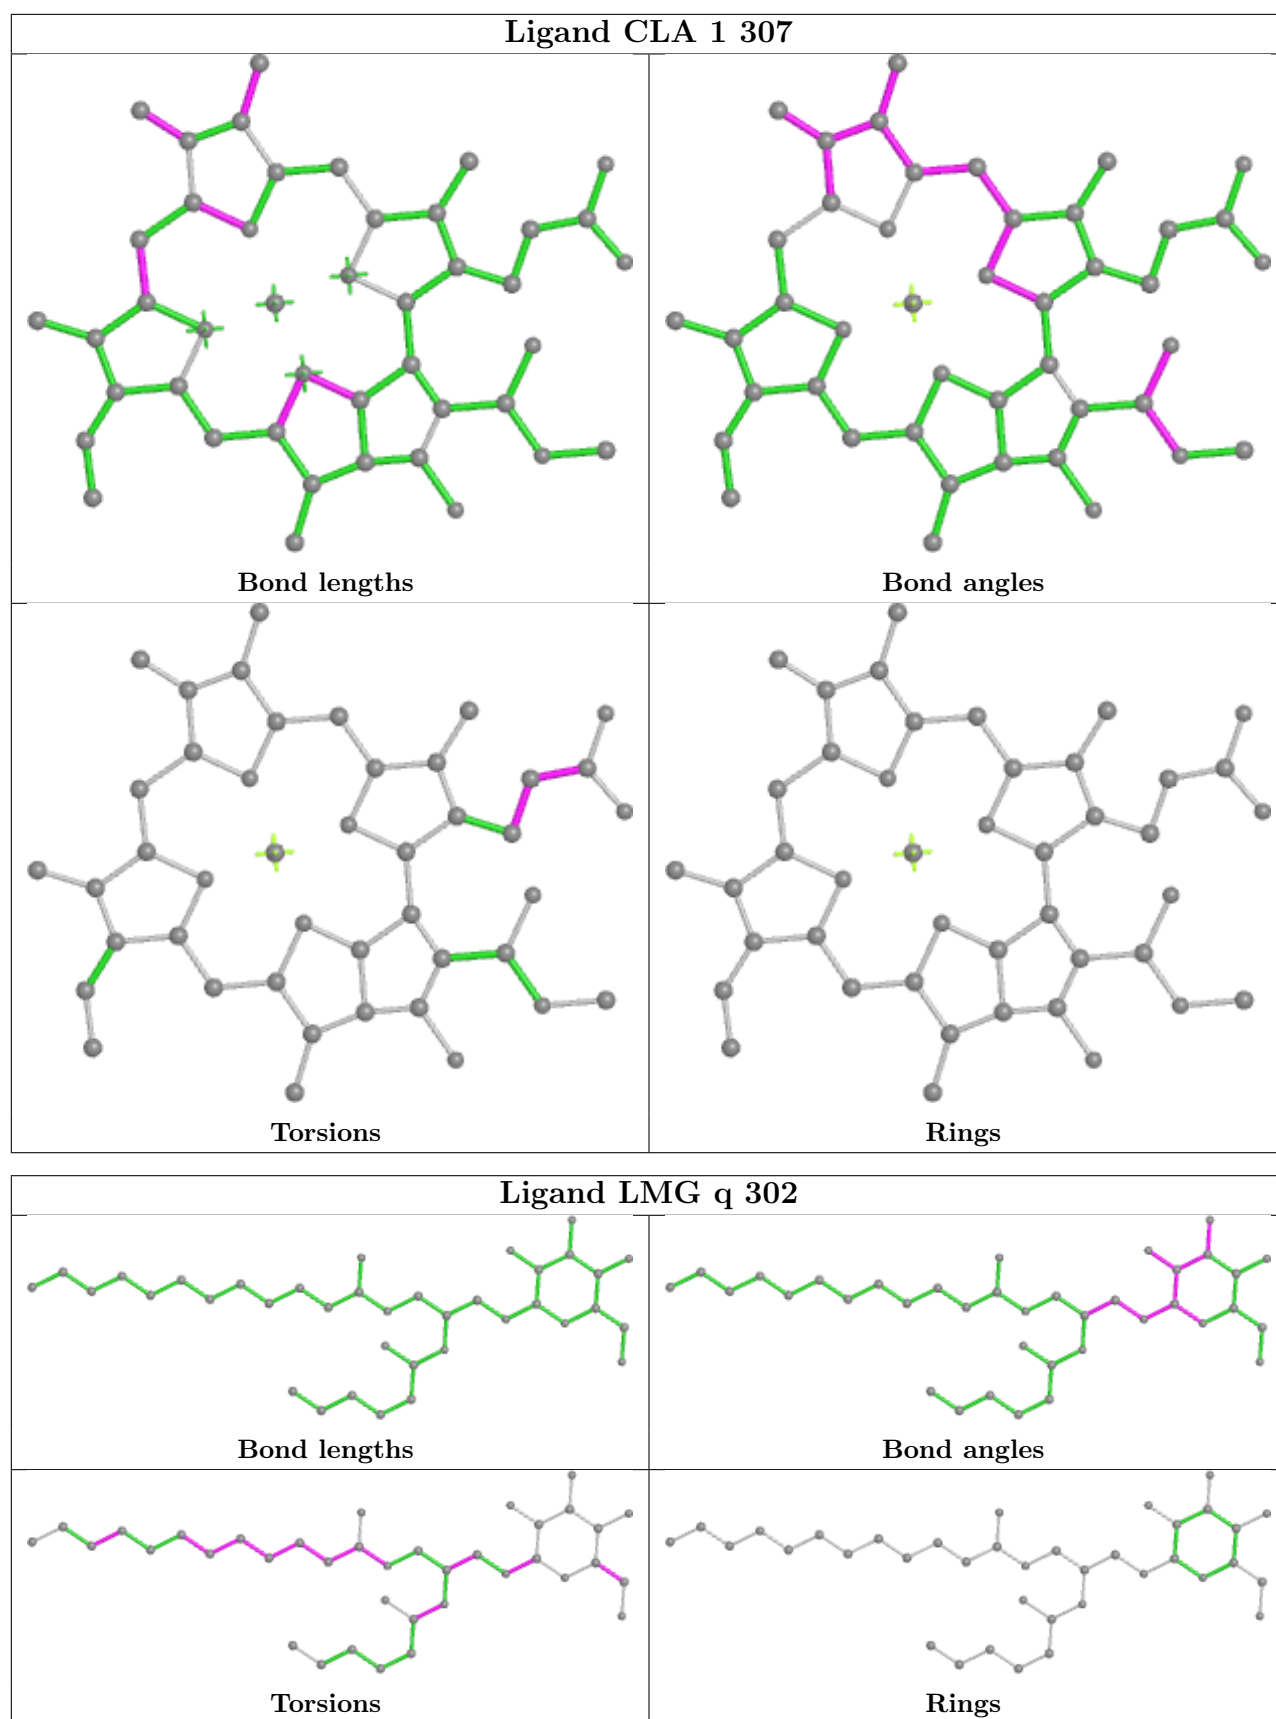 Ligand CLA 1 307
Bond lengths
Bond angles
Torsions
Rings
Ligand LMG q 302
Bond lengths
Bond angles
Torsions
Rings